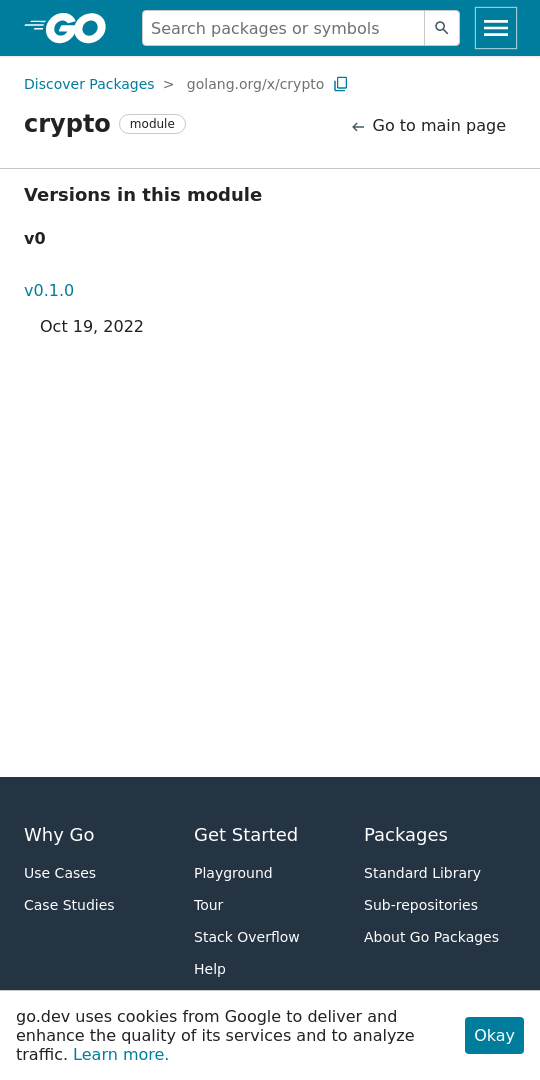 GO
Search packages or symbols
Discover Packages > golang.org/x/crypto
crypto module
Go to main page
Versions in this module
v0
v0.1.0
Oct 19, 2022
Why Go
Get Started
Packages
Use Cases
Playground
Standard Library
Case Studies
Tour
Sub-repositories
Stack Overflow
About Go Packages
Help
go.dev uses cookies from Google to deliver and
enhance the quality of its services and to analyze
traffic. Learn more.
Okay